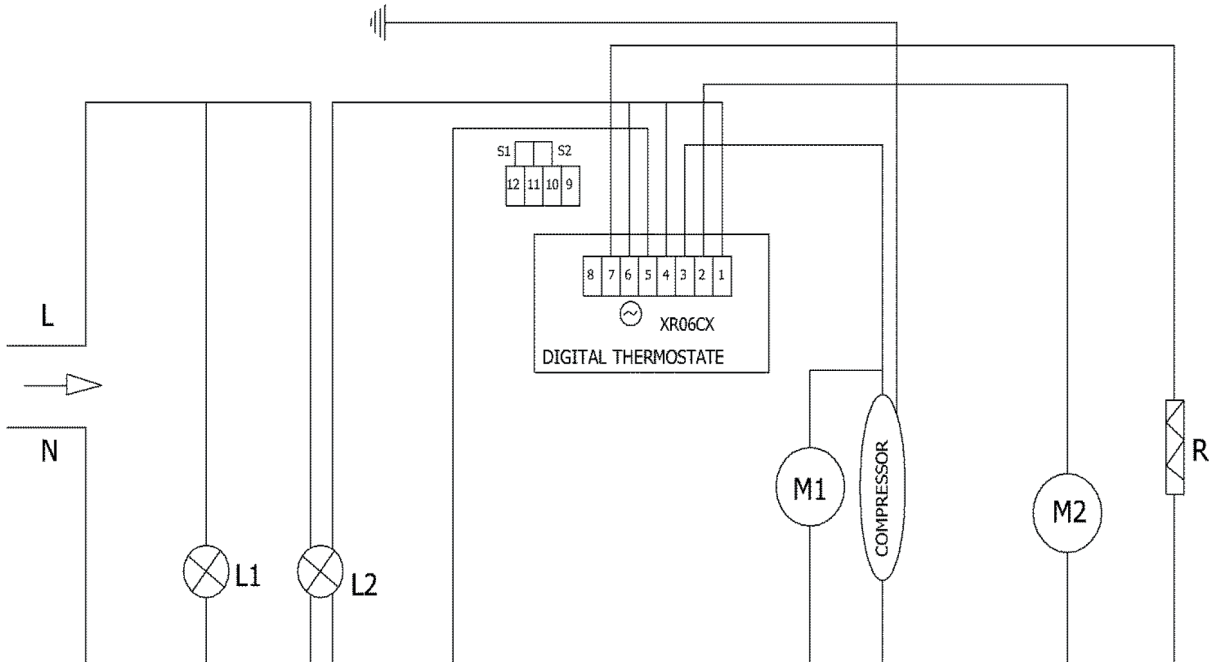 S1 S2
12 11 10 9
8 7 6 5 4 3 2 1
L
XR06CX
DIGITAL THERMOSTATE
N
M1
COMPRESSOR
M2
R
L1
L2